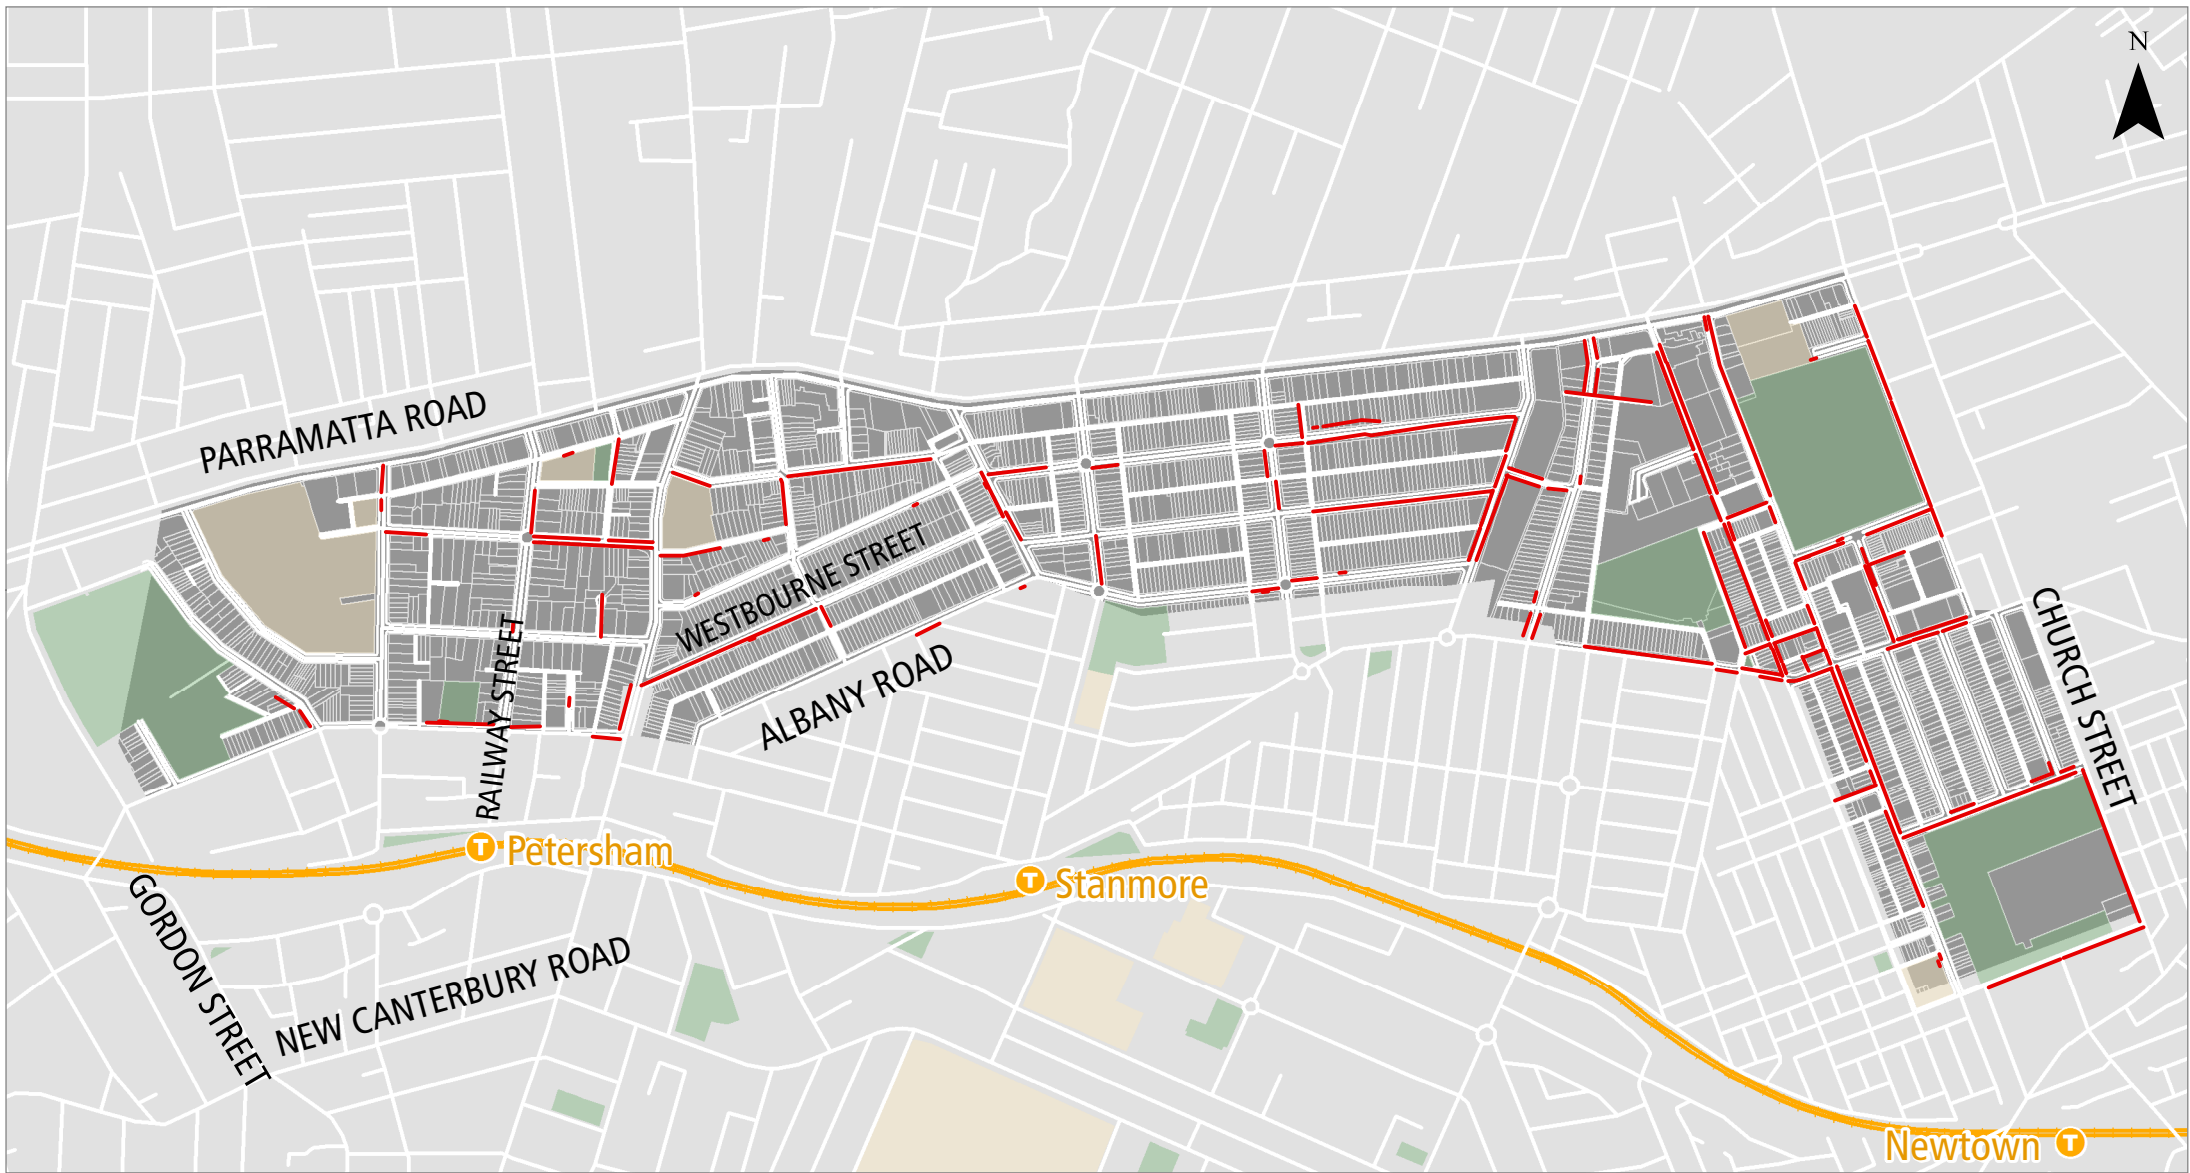 N
PARRAMATTA ROAD
WESTBOURNE STREET
CHURCH STREET
RAILWAY STREET
ALBANY ROAD
T Petersham
T Stanmore
GORDON STREET
NEW CANTERBURY ROAD
Newtown T